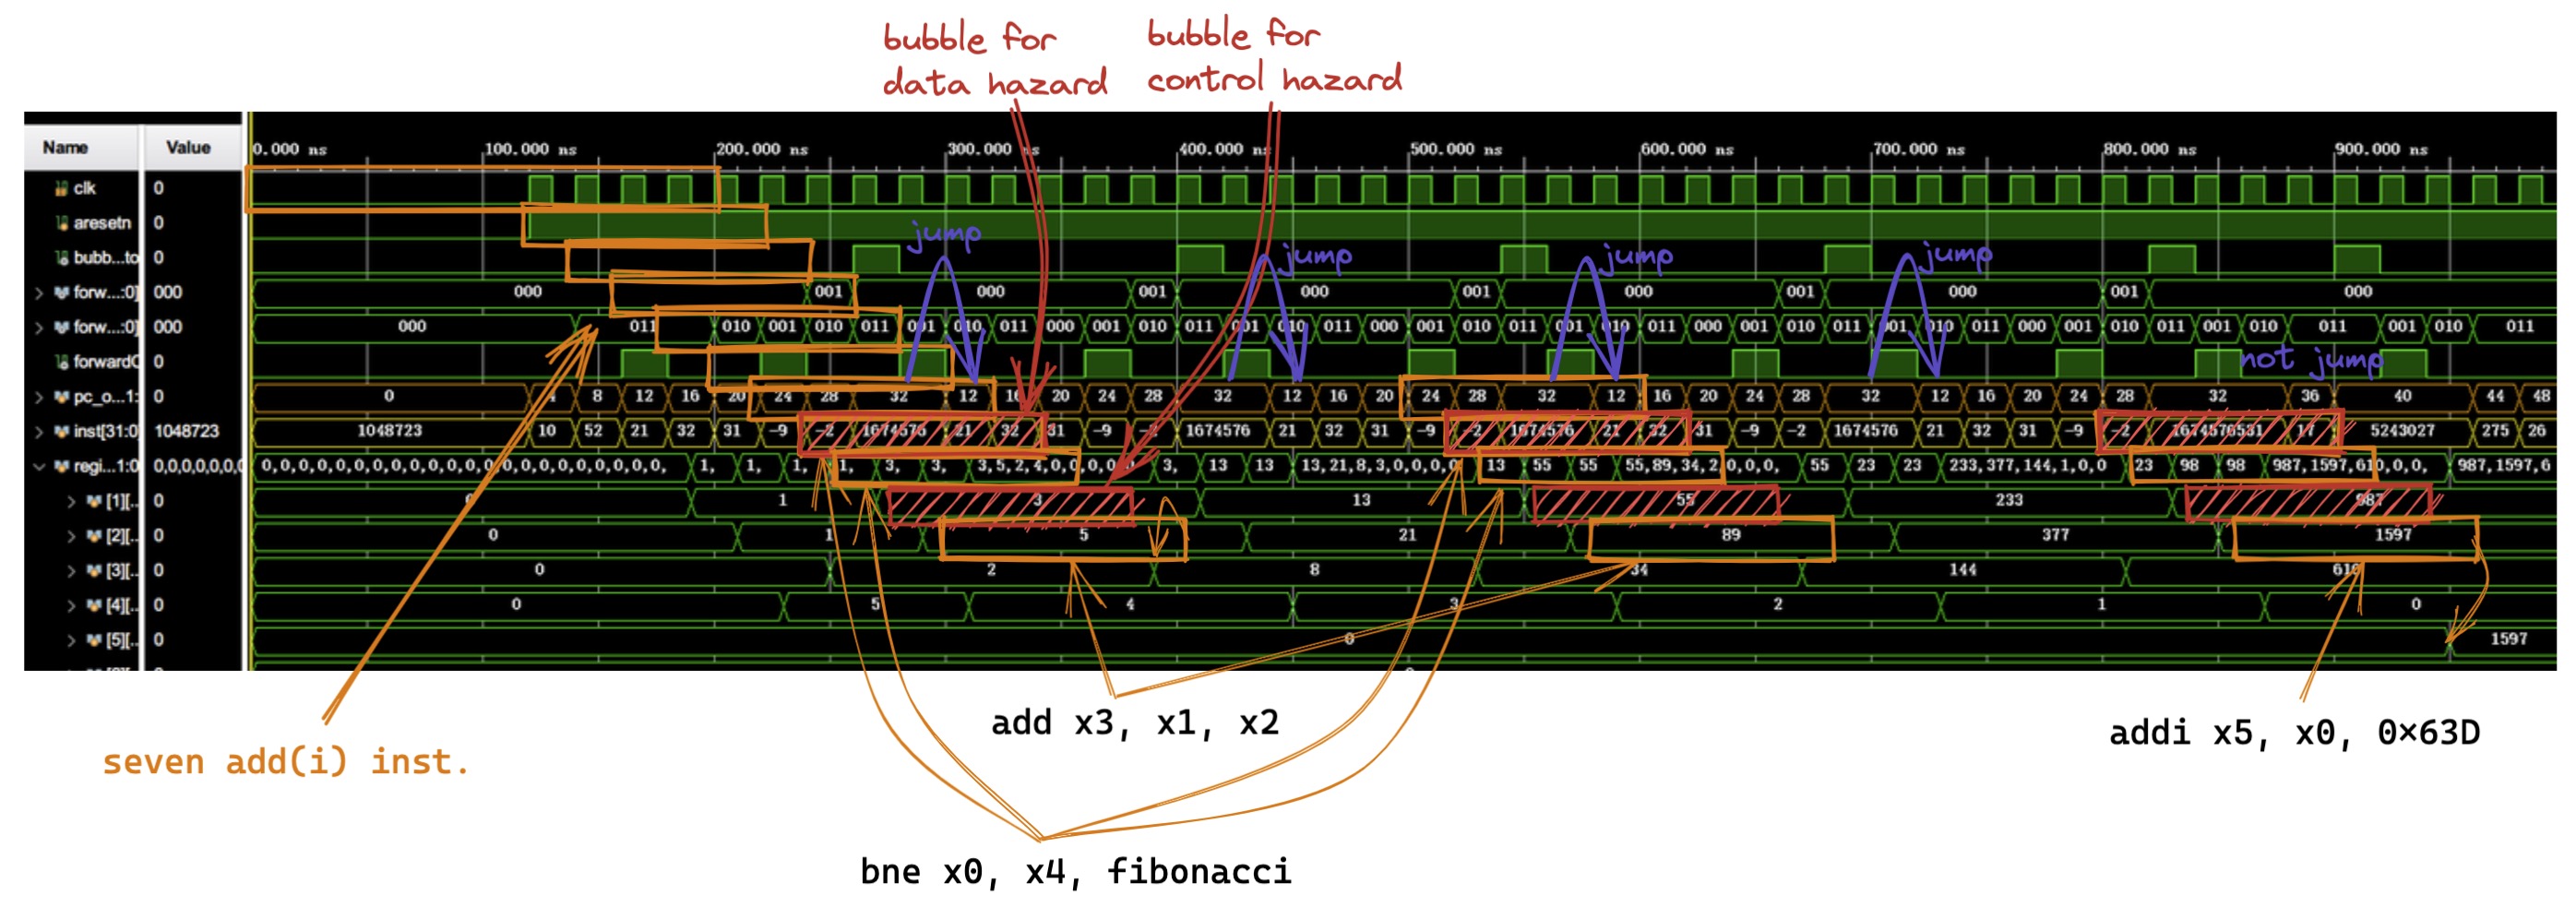 bubble for
data hazard
bubble for
control hazard
Name Value
0.000 ns 100.000 ns 200.000 ns 300.000 ns 400.000 ns 500.000 ns 600.000 ns 700.000 ns 800.000 ns 900.000 ns
clk 0
aresetn 0
jump jump jump jump
bubb...to 0
forw...:0] 000 000 001 000 001 000 001 000 001 000 001 000
forw...:0] 000 000 011 010 001 010 011 001 010 011 000 001 010 011 001 010 011 000 001 010 011 001 010 011 000 001 010 011 001 010 011 000 001 010 011 001 010 011 001 010 011
forwardC 0
not jump
pc_o...1: 0 0 4 8 12 16 20 24 28 32 12 16 20 24 28 32 12 16 20 24 28 32 12 16 20 24 28 32 12 16 20 24 28 32 36 40 44 48
inst[31:0] 1048723 1048723 10 52 21 32 31 -9 -2 1674576 21 32 31 -9 -2 1674576 21 32 31 -9 -2 1674576 21 32 31 -9 -2 1674576 21 32 31 -9 -2 1674576531 17 5243027 275 26
regi...1:0 0,0,0,0,0,0,0,0 0,0,0,0,0,0,0,0,0,0,0,0,0,0,0,0,0,0,0,0,0, 1, 1, 1, 1, 3, 3, 3,5,2,4,0,0,0,0,0 3, 13 13 13,21,8,3,0,0,0,0,0 13 55 55 55,89,34,2,0,0,0, 55 23 23 233,377,144,1,0,0 23 98 98 987,1597,610,0,0, 987,1597,6
[1][.. 0 0 1 3 13 55 233 987
[2][.. 0 0 1 5 21 89 377 1597
[3][.. 0 0 2 8 34 144 610
[4][.. 0 0 5 4 3 2 1 0
[5][.. 0 0 1597
add x3, x1, x2
addi x5, x0, 0×63D
seven add(i) inst.
bne x0, x4, fibonacci